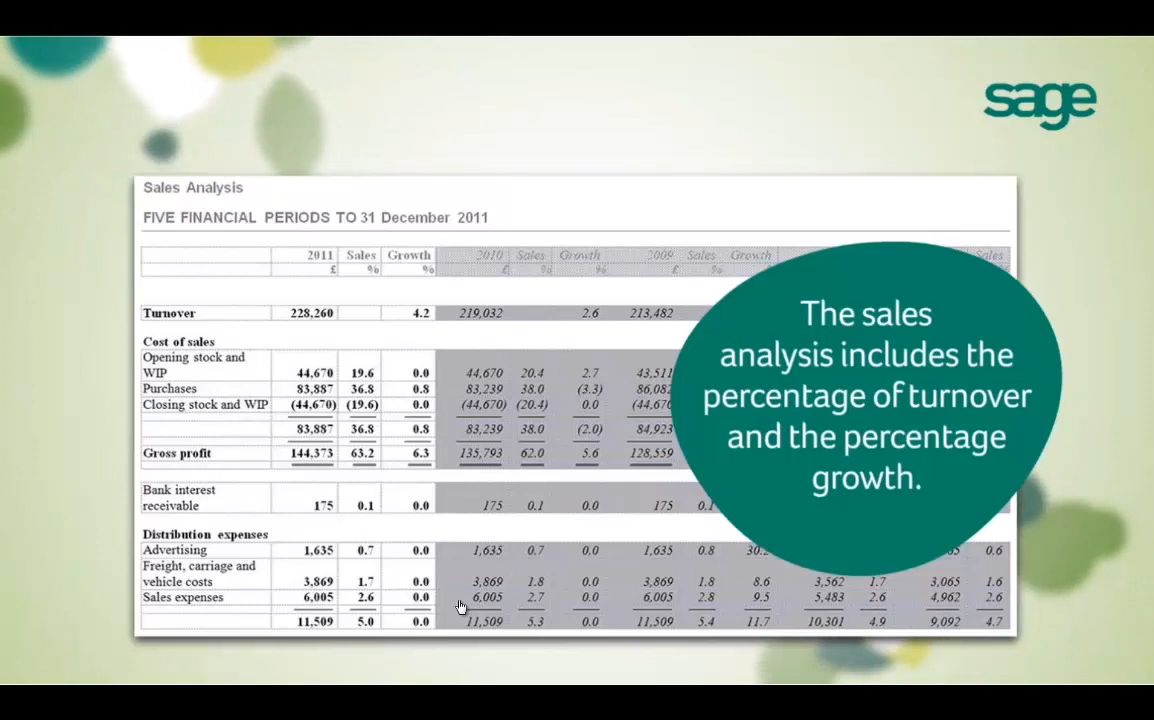 sage
Sales Analysis
FIVE FINANCIAL PERIODS TO 31 December 2011
2011 Sales Growth 2010 Sales Growth 2009 Sales Growth Sales
£ % % £ % % £ %
Turnover 228,260 4.2 219,032 2.6 213,482
Cost of sales
Opening stock and
WIP 44,670 19.6 0.0 44,670 20.4 2.7 43,511
Purchases 83,887 36.8 0.8 83,239 38.0 (3.3) 86,082
Closing stock and WIP (44,670) (19.6) 0.0 (44,670) (20.4) 0.0
83,887 36.8 0.8 83,239 38.0 (2.0) 84,923
Gross profit 144,373 63.2 6.3 135,793 62.0 5.6 128,559
Bank interest
receivable 175 0.1 0.0 175 0.1 0.0 175 0.1
Distribution expenses
Advertising 1,635 0.7 0.0 1,635 0.7 0.0 1,635 0.8 0.6
Freight, carriage and
vehicle costs 3,869 1.7 0.0 3,869 1.8 0.0 3,869 1.8 8.6 3,562 1.7 3,065 1.6
Sales expenses 6,005 2.6 0.0 6,005 2.7 0.0 6,005 2.8 9.5 5,483 2.6 4,962 2.6
11,509 5.0 0.0 11,509 5.3 0.0 11,509 5.4 11.7 10,301 4.9 9,092 4.7
The sales
analysis includes the
percentage of turnover
and the percentage
growth.